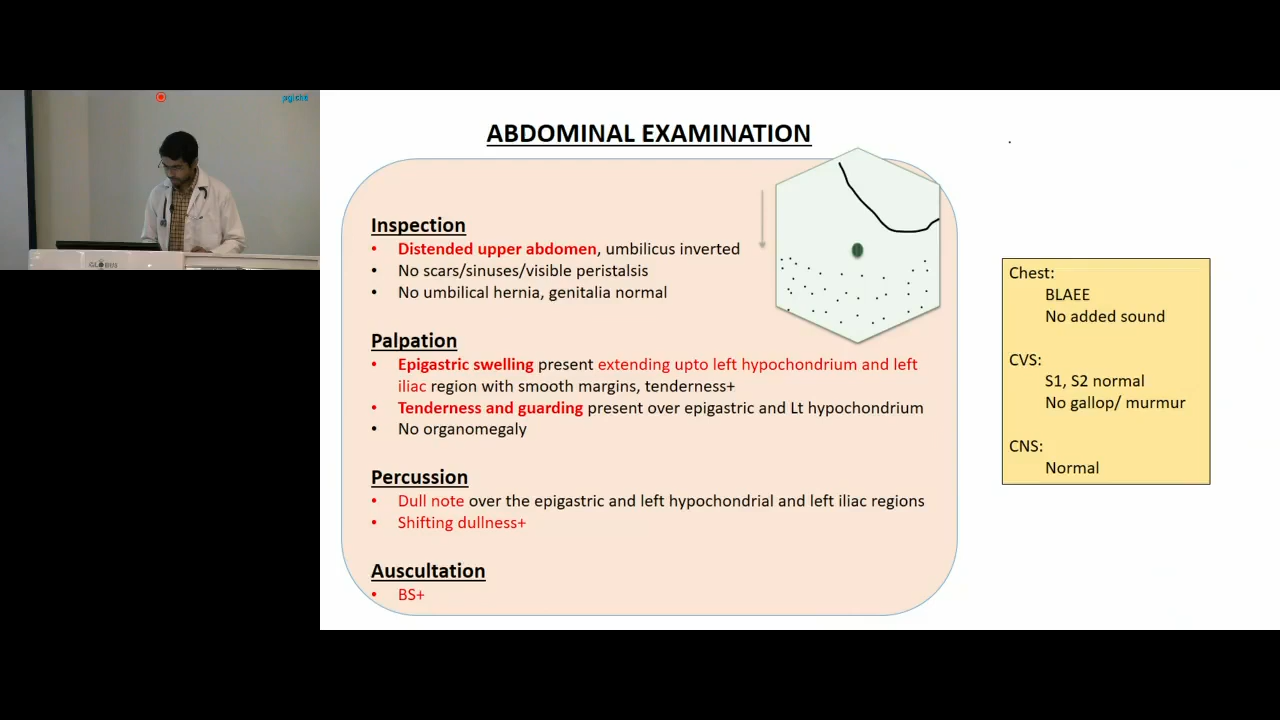 pgiche
ABDOMINAL EXAMINATION
Inspection
• Distended upper abdomen, umbilicus inverted
• No scars/sinuses/visible peristalsis
• No umbilical hernia, genitalia normal
Palpation
• Epigastric swelling present extending upto left hypochondrium and left
iliac region with smooth margins, tenderness+
• Tenderness and guarding present over epigastric and Lt hypochondrium
• No organomegaly
Percussion
• Dull note over the epigastric and left hypochondrial and left iliac regions
• Shifting dullness+
Auscultation
• BS+
Chest:
BLAEE
No added sound
CVS:
S1, S2 normal
No gallop/ murmur
CNS:
Normal
GLOBUS